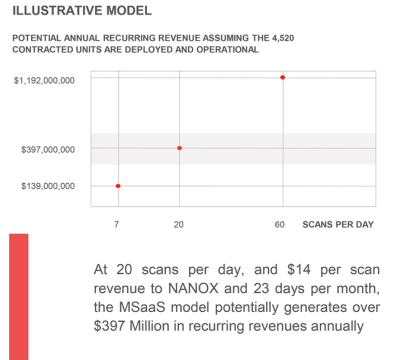 ILLUSTRATIVE MODEL
POTENTIAL ANNUAL RECURRING REVENUE ASSUMING THE 4,520
CONTRACTED UNITS ARE DEPLOYED AND OPERATIONAL
$1,192,000,000
$397,000,000
$139,000,000
7 20 60 SCANS PER DAY
At 20 scans per day, and $14 per scan
revenue to NANOX and 23 days per month,
the MSaaS model potentially generates over
$397 Million in recurring revenues annually